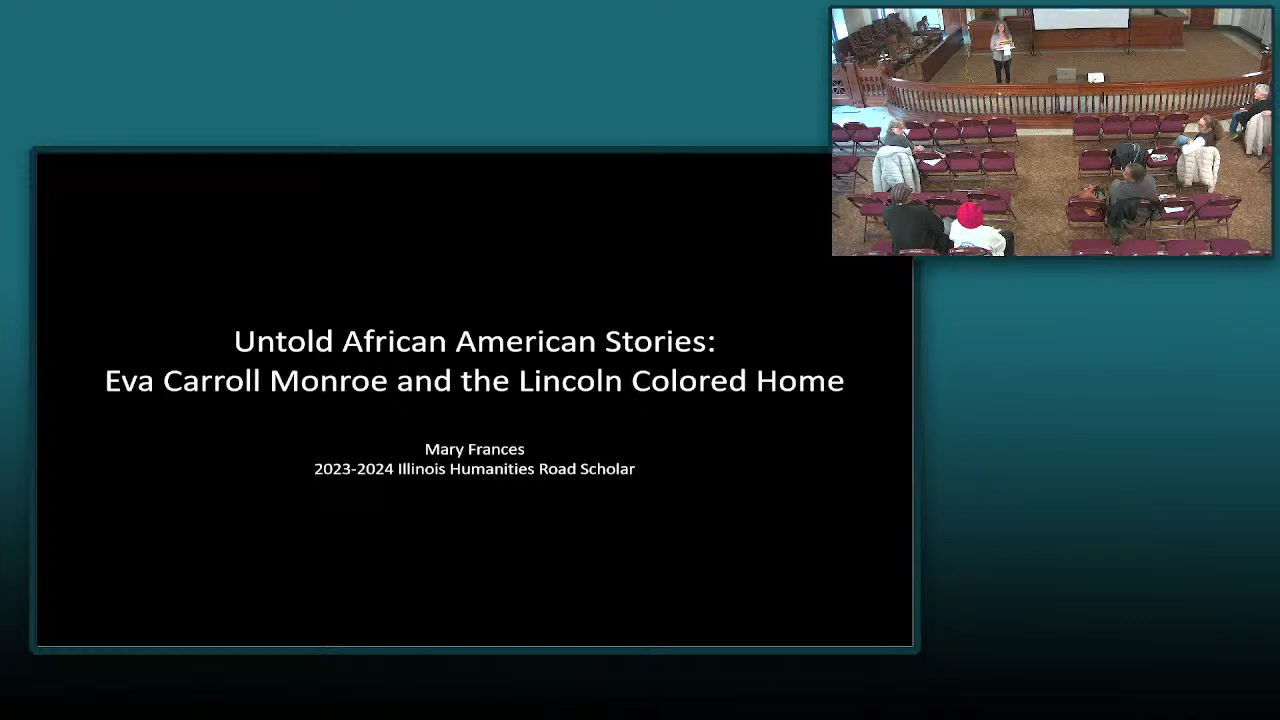 Untold African American Stories:
Eva Carroll Monroe and the Lincoln Colored Home
Mary Frances
2023-2024 Illinois Humanities Road Scholar